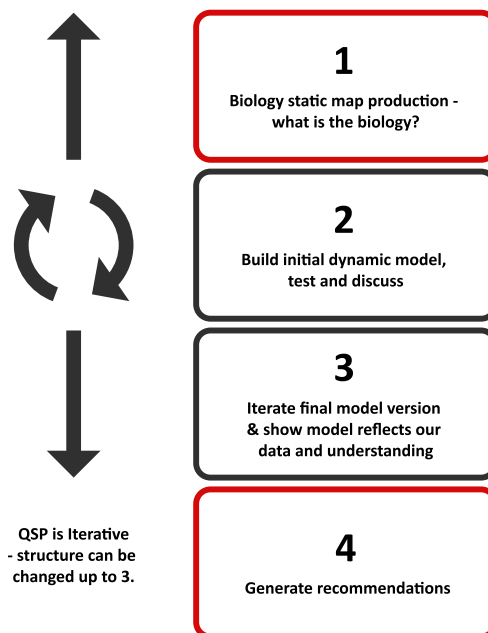 1
Biology static map production -
what is the biology?
2
Build initial dynamic model,
test and discuss
3
Iterate final model version
& show model reflects our
data and understanding
4
Generate recommendations
QSP is Iterative
- structure can be
changed up to 3.